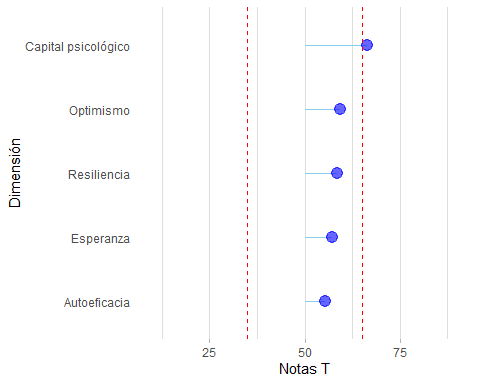 Dimensión
Capital psicológico
Optimismo
Resiliencia
Esperanza
Autoeficacia
25
50
75
Notas T